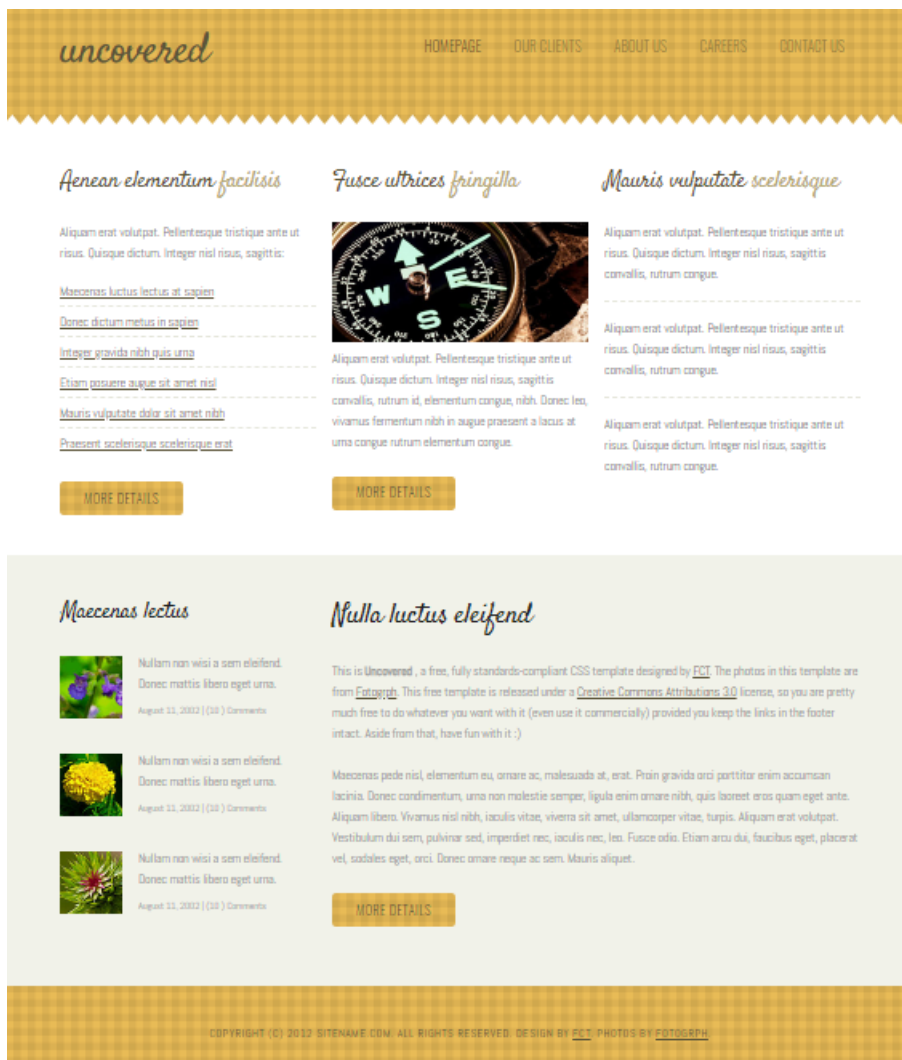 uncovered
HOMEPAGE OUR CLIENTS ABOUT US CAREERS CONTACT US
Aenean elementum facilisis
Aliquam erat volutpat. Pellentesque tristique ante ut
risus. Quisque dictum. Integer nisl risus, sagittis:
Maecenas luctus lectus at sapien
Donec dictum metus in sapien
Integer gravida nibh quis urna
Etiam posuere augue sit amet nisl
Mauris vulputate dolor sit amet nibh
Praesent scelerisque scelerisque erat
MORE DETAILS
Fusce ultrices fringilla
W E S
Aliquam erat volutpat. Pellentesque tristique ante ut
risus. Quisque dictum. Integer nisl risus, sagittis
convallis, rutrum id, elementum congue, nibh. Donec leo,
vivamus fermentum nibh in augue praesent a lacus at
urna congue rutrum elementum congue.
MORE DETAILS
Mauris vulputate scelerisque
Aliquam erat volutpat. Pellentesque tristique ante ut
risus. Quisque dictum. Integer nisl risus, sagittis
convallis, rutrum congue.
Aliquam erat volutpat. Pellentesque tristique ante ut
risus. Quisque dictum. Integer nisl risus, sagittis
convallis, rutrum congue.
Aliquam erat volutpat. Pellentesque tristique ante ut
risus. Quisque dictum. Integer nisl risus, sagittis
convallis, rutrum congue.
Maecenas lectus
Nullam non wisi a sem eleifend.
Donec mattis libero eget urna.
August 11, 2002 | (10 ) Comments
Nullam non wisi a sem eleifend.
Donec mattis libero eget urna.
August 11, 2002 | (10 ) Comments
Nullam non wisi a sem eleifend.
Donec mattis libero eget urna.
August 11, 2002 | (10 ) Comments
Nulla luctus eleifend
This is Uncovered , a free, fully standards-compliant CSS template designed by FCT. The photos in this template are
from Fotogrph. This free template is released under a Creative Commons Attributions 3.0 license, so you are pretty
much free to do whatever you want with it (even use it commercially) provided you keep the links in the footer
intact. Aside from that, have fun with it :)
Maecenas pede nisl, elementum eu, ornare ac, malesuada at, erat. Proin gravida orci porttitor enim accumsan
lacinia. Donec condimentum, urna non molestie semper, ligula enim ornare nibh, quis laoreet eros quam eget ante.
Aliquam libero. Vivamus nisl nibh, iaculis vitae, viverra sit amet, ullamcorper vitae, turpis. Aliquam erat volutpat.
Vestibulum dui sem, pulvinar sed, imperdiet nec, iaculis nec, leo. Fusce odio. Etiam arcu dui, faucibus eget, placerat
vel, sodales eget, orci. Donec ornare neque ac sem. Mauris aliquet.
MORE DETAILS
COPYRIGHT (C) 2012 SITENAME.COM. ALL RIGHTS RESERVED. DESIGN BY FCT. PHOTOS BY FOTOGRPH.